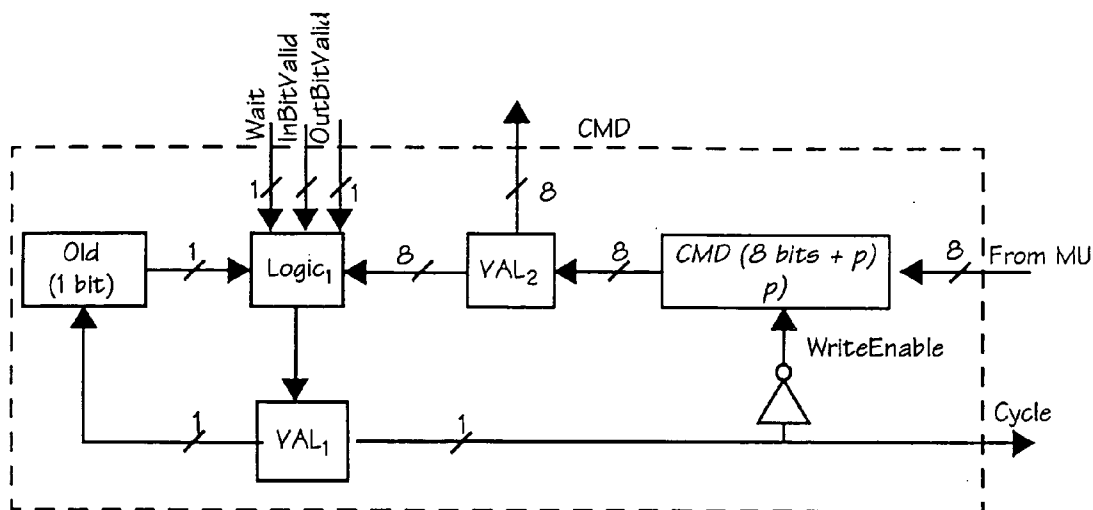 Wait
InBitValid
OutBitValid
CMD
1
1
8
Old
(1 bit)
1
Logic1
8
VAL2
8
CMD (8 bits + p)
p)
8
From MU
WriteEnable
1
VAL1
1
Cycle